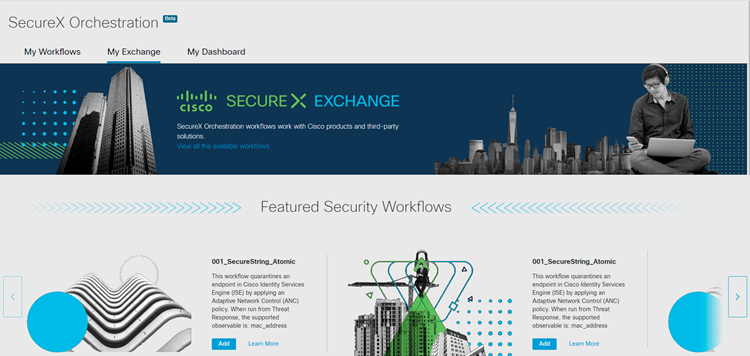 SecureX Orchestration Beta
My Workflows My Exchange My Dashboard
CISCO SECUREX EXCHANGE
SecureX Orchestration workflows work with Cisco products and third-party
solutions.
View all the available workflows.
Featured Security Workflows
001_SecureString_Atomic
This workflow quarantines an
endpoint in Cisco Identity Services
Engine (ISE) by applying an
Adaptive Network Control (ANC)
policy. When run from Threat
Response, the supported
observable is: mac_address
Add Learn More
001_SecureString_Atomic
This workflow quarantines an
endpoint in Cisco Identity Services
Engine (ISE) by applying an
Adaptive Network Control (ANC)
policy. When run from Threat
Response, the supported
observable is: mac_address
Add Learn More